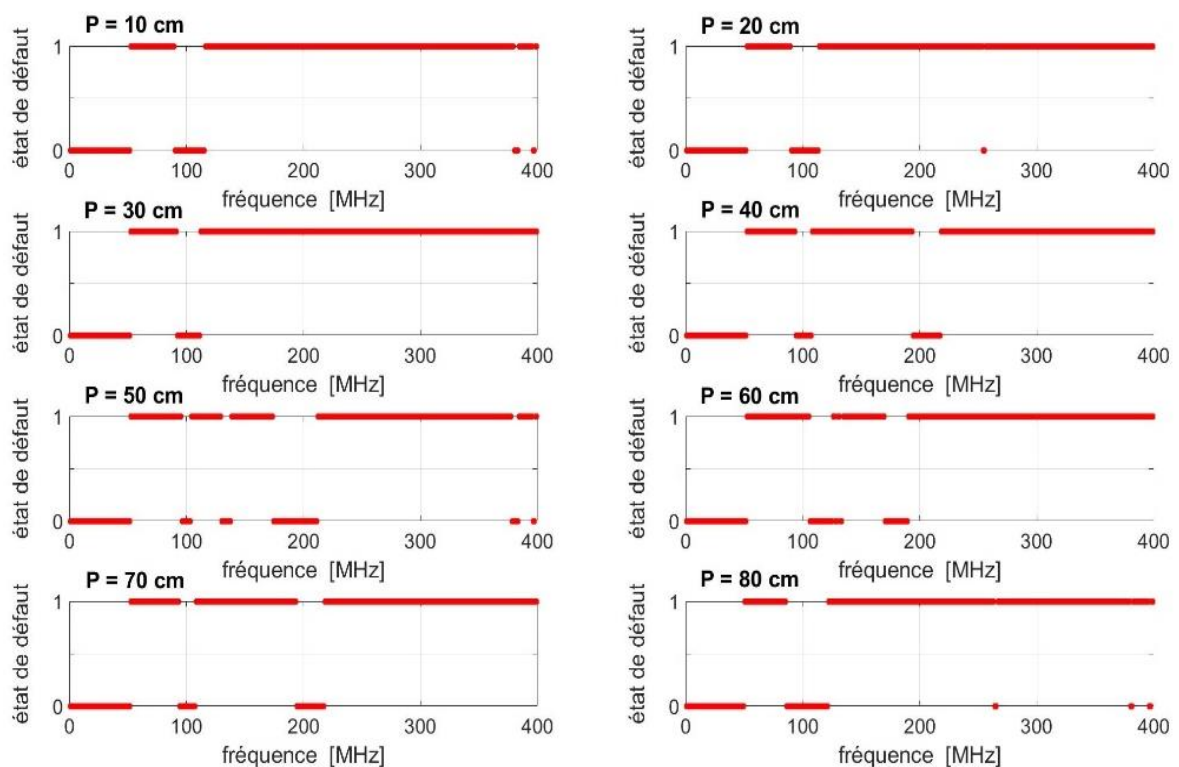 P = 10 cm
état de défaut
1
0
0 100 200 300 400
fréquence [MHz]
P = 20 cm
état de défaut
1
0
0 100 200 300 400
fréquence [MHz]
P = 30 cm
état de défaut
1
0
0 100 200 300 400
fréquence [MHz]
P = 40 cm
état de défaut
1
0
0 100 200 300 400
fréquence [MHz]
P = 50 cm
état de défaut
1
0
0 100 200 300 400
fréquence [MHz]
P = 60 cm
état de défaut
1
0
0 100 200 300 400
fréquence [MHz]
P = 70 cm
état de défaut
1
0
0 100 200 300 400
fréquence [MHz]
P = 80 cm
état de défaut
1
0
0 100 200 300 400
fréquence [MHz]